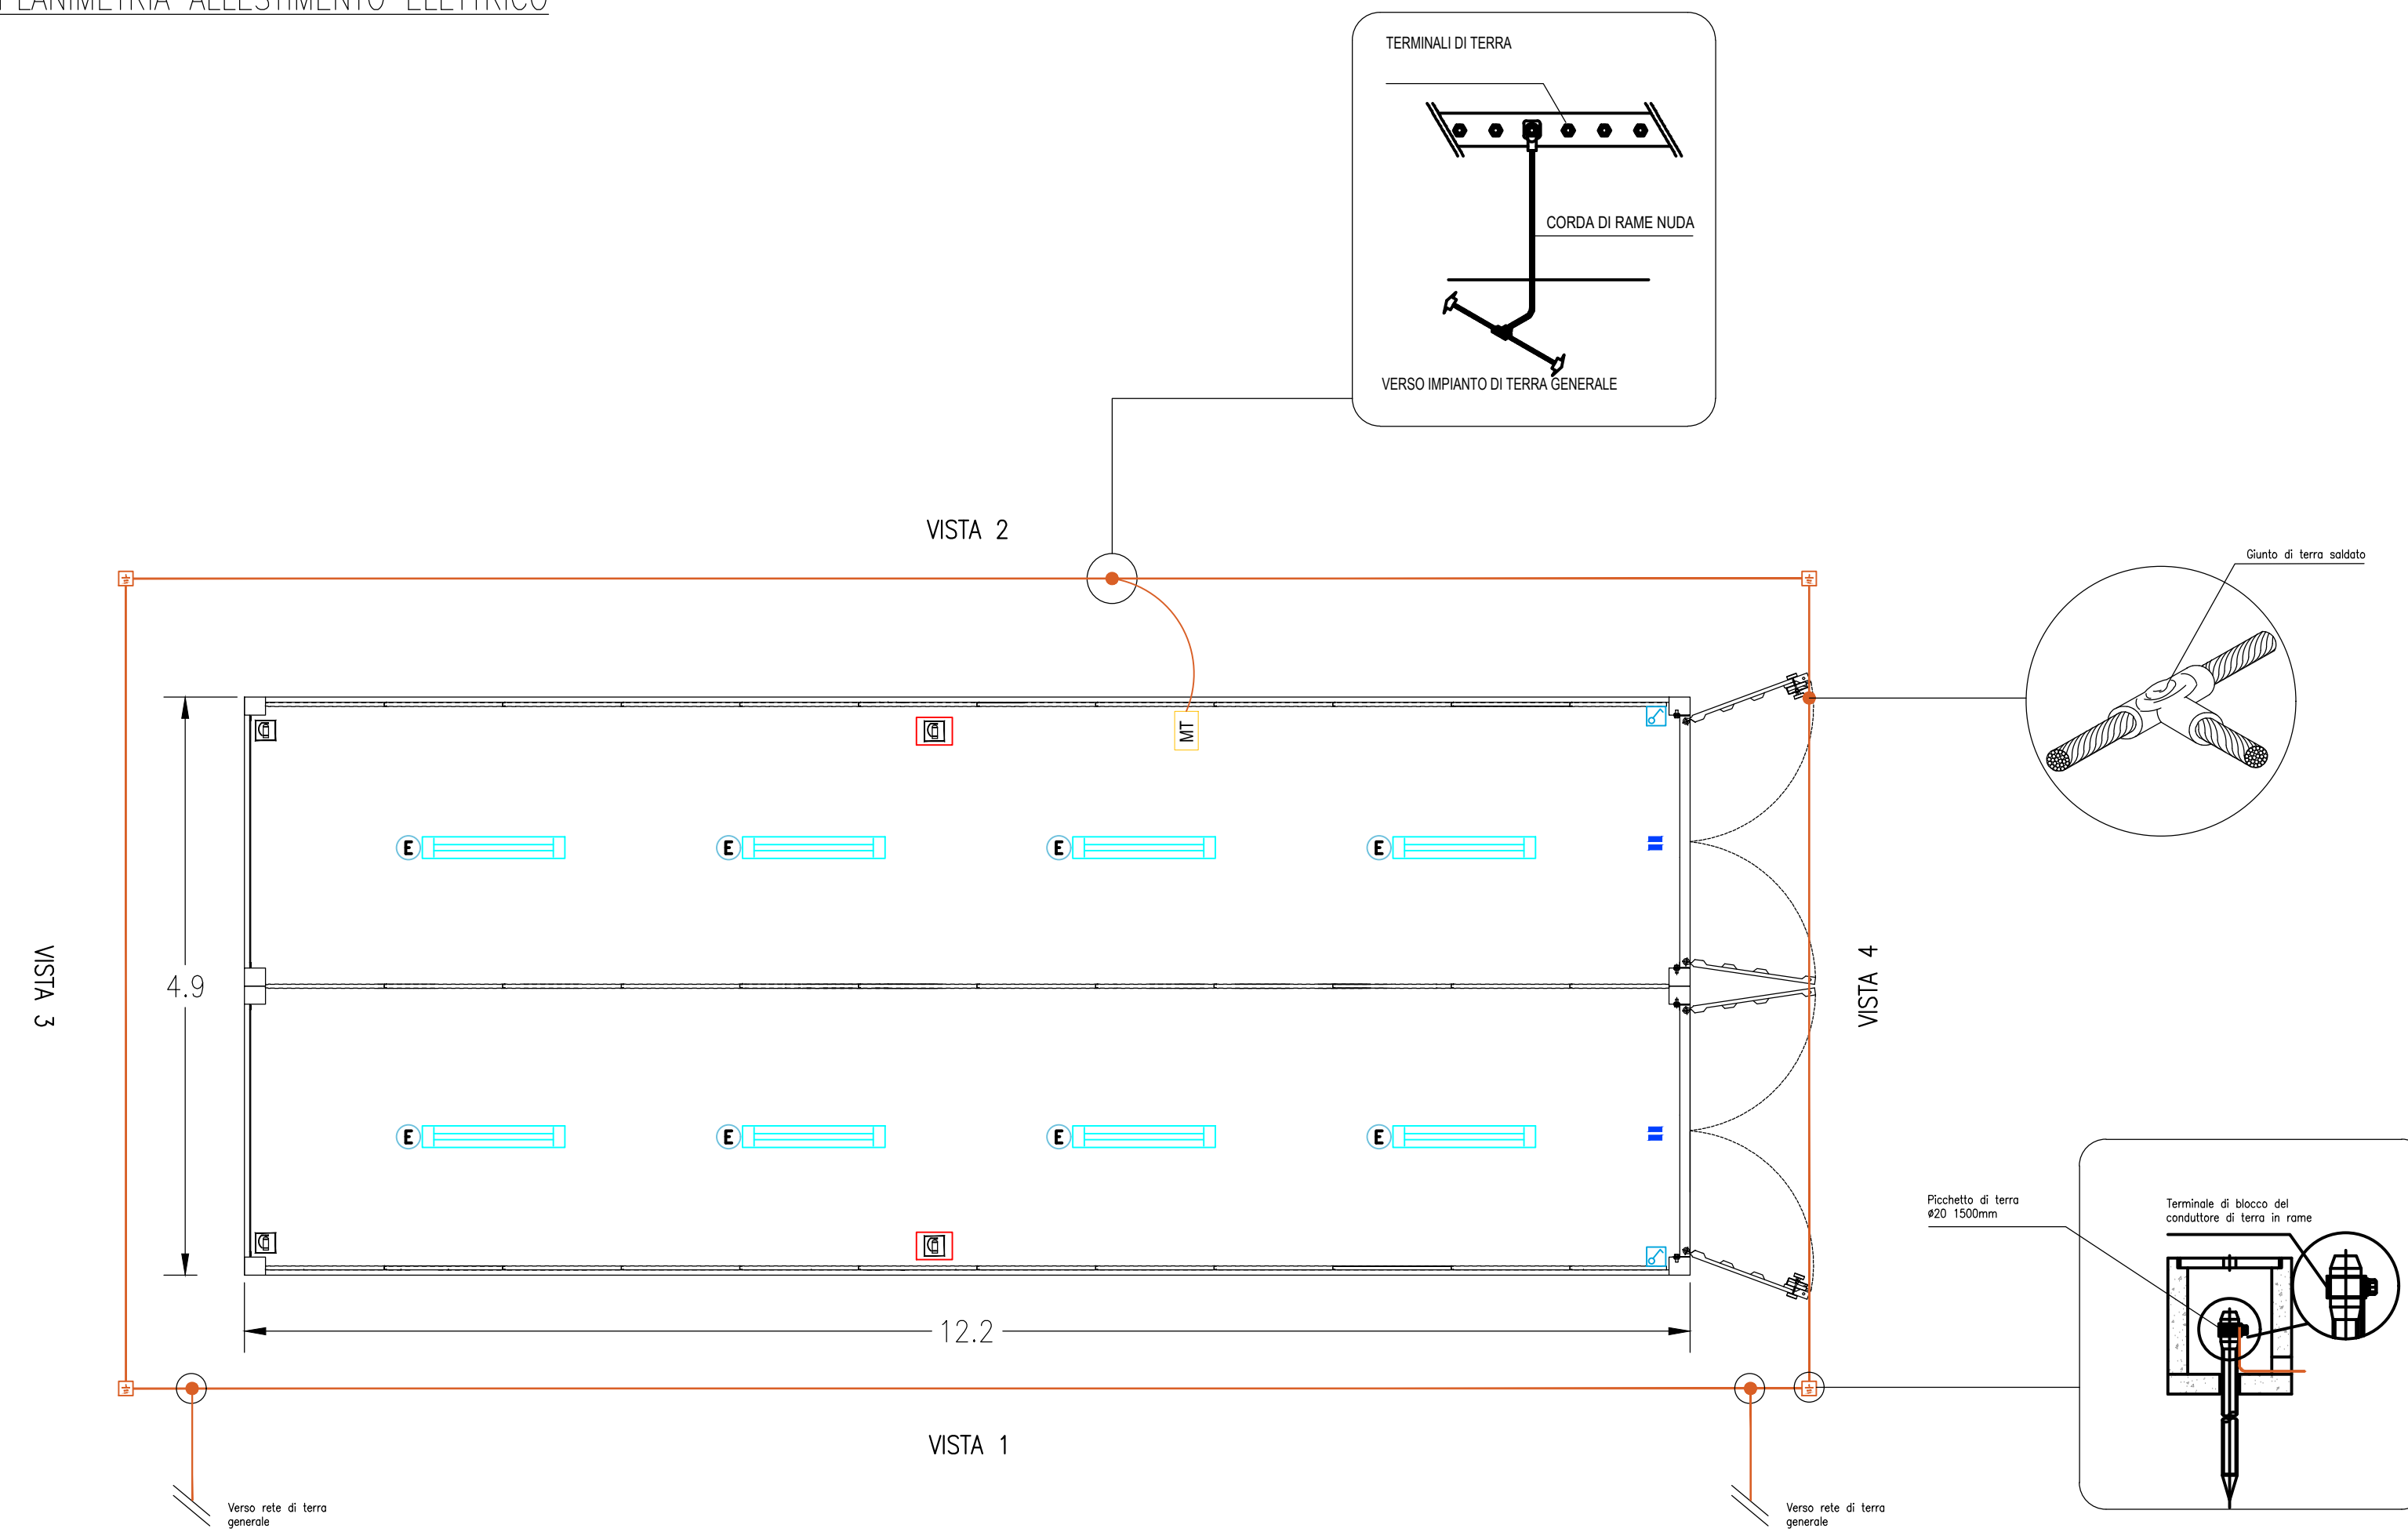 PLANIMETRIA ALLESTIMENTO ELETTRICO
TERMINALI DI TERRA
CORDA DI RAME NUDA
VERSO IMPIANTO DI TERRA GENERALE
VISTA 2
Giunto di terra saldato
MT
E E E E
VISTA 3
4.9
VISTA 4
E E E E
Picchetto di terra
ø20 1500mm
Terminale di blocco del
conduttore di terra in rame
12.2
VISTA 1
Verso rete di terra
generale
Verso rete di terra
generale